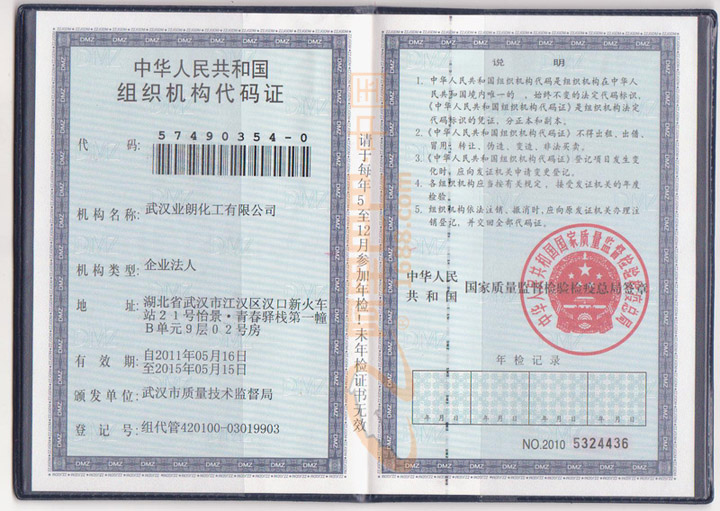 中华人民共和国
组织机构代码证
代 码: 57490354-0
机构名称: 武汉业朗化工有限公司
机构类型: 企业法人
地 址: 湖北省武汉市江汉区汉口新火车
站21号怡景·青春驿栈第一幢
B单元9层02号房
有 效 期: 自2011年05月16日
至2015年05月15日
颁发单位: 武汉市质量技术监督局
登 记 号: 组代管420100-03019903
请于每年5至12月参加年检!未年检证书无效
说 明
1. 中华人民共和国组织机构代码是组织机构在中华人
民共和国境内唯一的、始终不变的法定代码标识,
《中华人民共和国组织机构代码证》是组织机构法定
代码标识的凭证,分正本和副本。
2. 《中华人民共和国组织机构代码证》不得出租、出借、
冒用、转让、伪造、变造、非法买卖。
3. 《中华人民共和国组织机构代码证》登记项目发生变
化时,应向发证机关申请变更登记。
4. 各组织机构应当按有关规定,接受发证机关的年度
检验。
5. 组织机构依法注销、撤消时,应向原发证机关办理注
销登记,并交回全部代码证。
中华人民
共和国 国家质量监督检验检疫总局签章
中华人民共和国国家质量监督检验检疫总局
年检记录
年 月 日 年 月 日 年 月 日 年 月 日
NO.2010 5324436